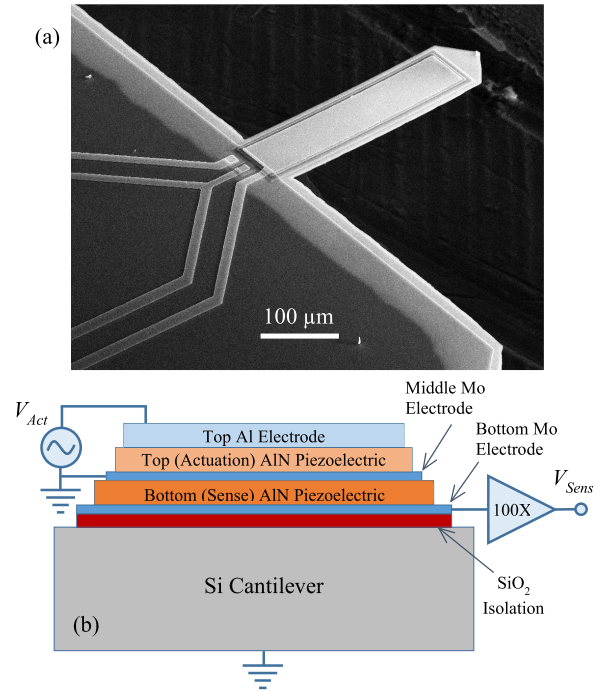 (a)
100 µm
Middle Mo
Electrode
Bottom Mo
Electrode
V_Act
Top Al Electrode
Top (Actuation) AlN Piezoelectric
Bottom (Sense) AlN Piezoelectric
100X
V_Sens
SiO₂
Isolation
Si Cantilever
(b)